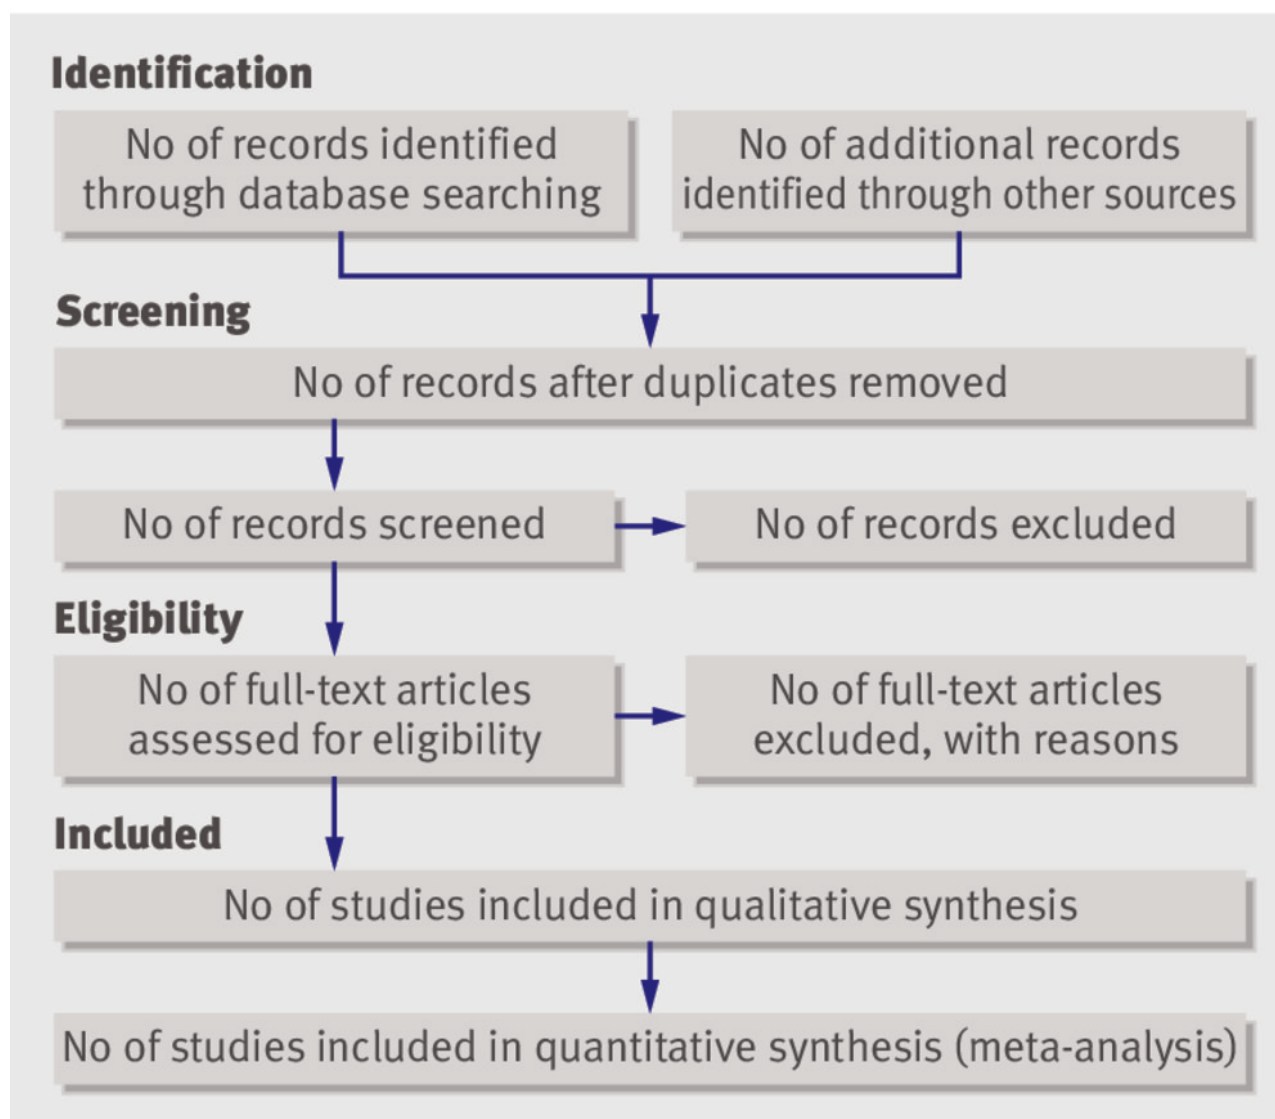 Identification
No of records identified
through database searching
No of additional records
identified through other sources
Screening
No of records after duplicates removed
No of records screened
No of records excluded
Eligibility
No of full-text articles
assessed for eligibility
No of full-text articles
excluded, with reasons
Included
No of studies included in qualitative synthesis
No of studies included in quantitative synthesis (meta-analysis)